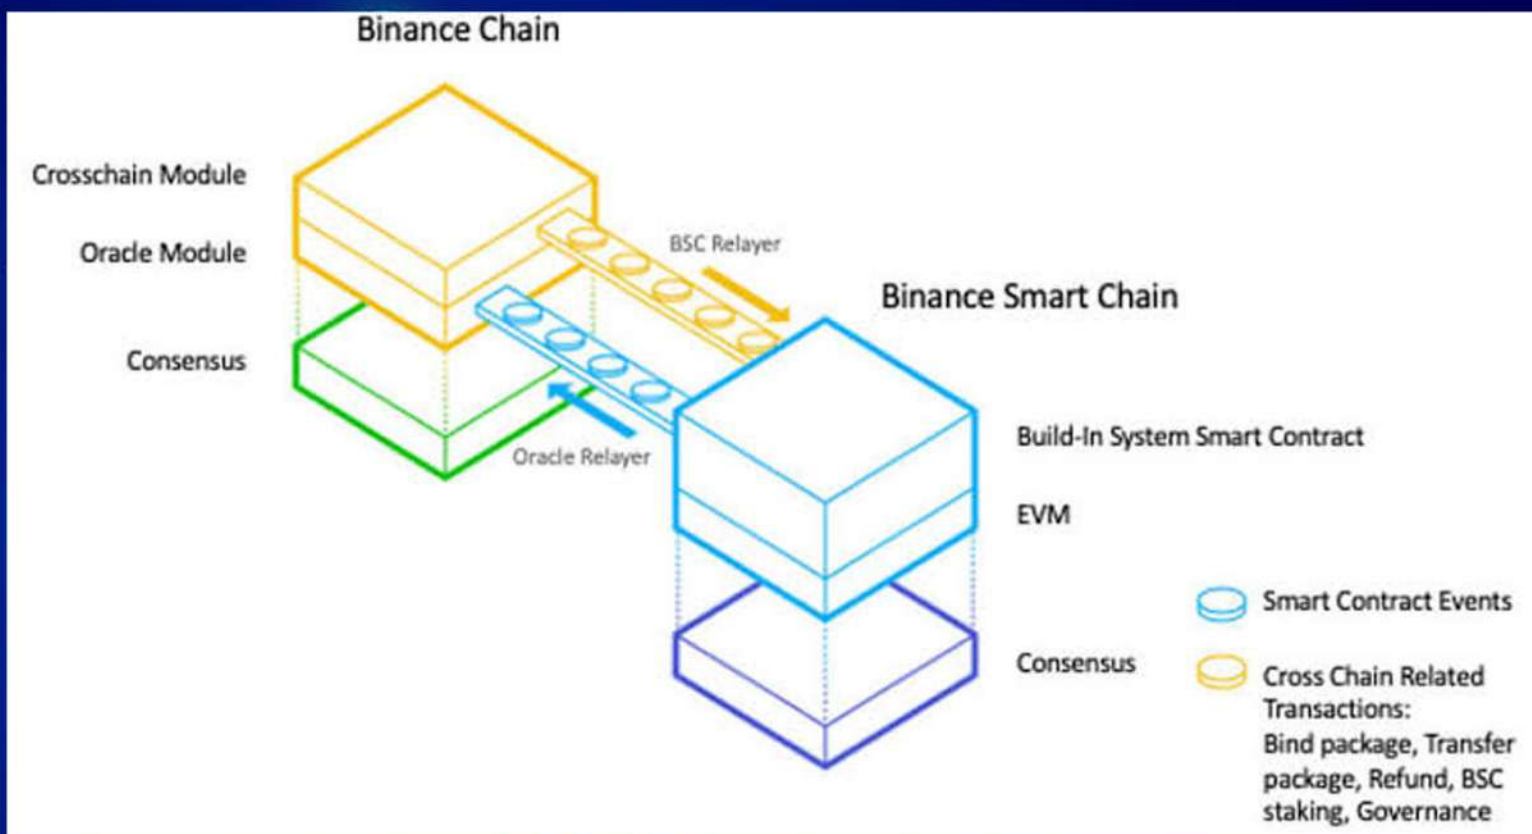 Binance Chain
Crosschain Module
Oracle Module
Consensus
BSC Relayer
Oracle Relayer
Binance Smart Chain
Build-In System Smart Contract
EVM
Consensus
Smart Contract Events
Cross Chain Related
Transactions:
Bind package, Transfer
package, Refund, BSC
staking, Governance